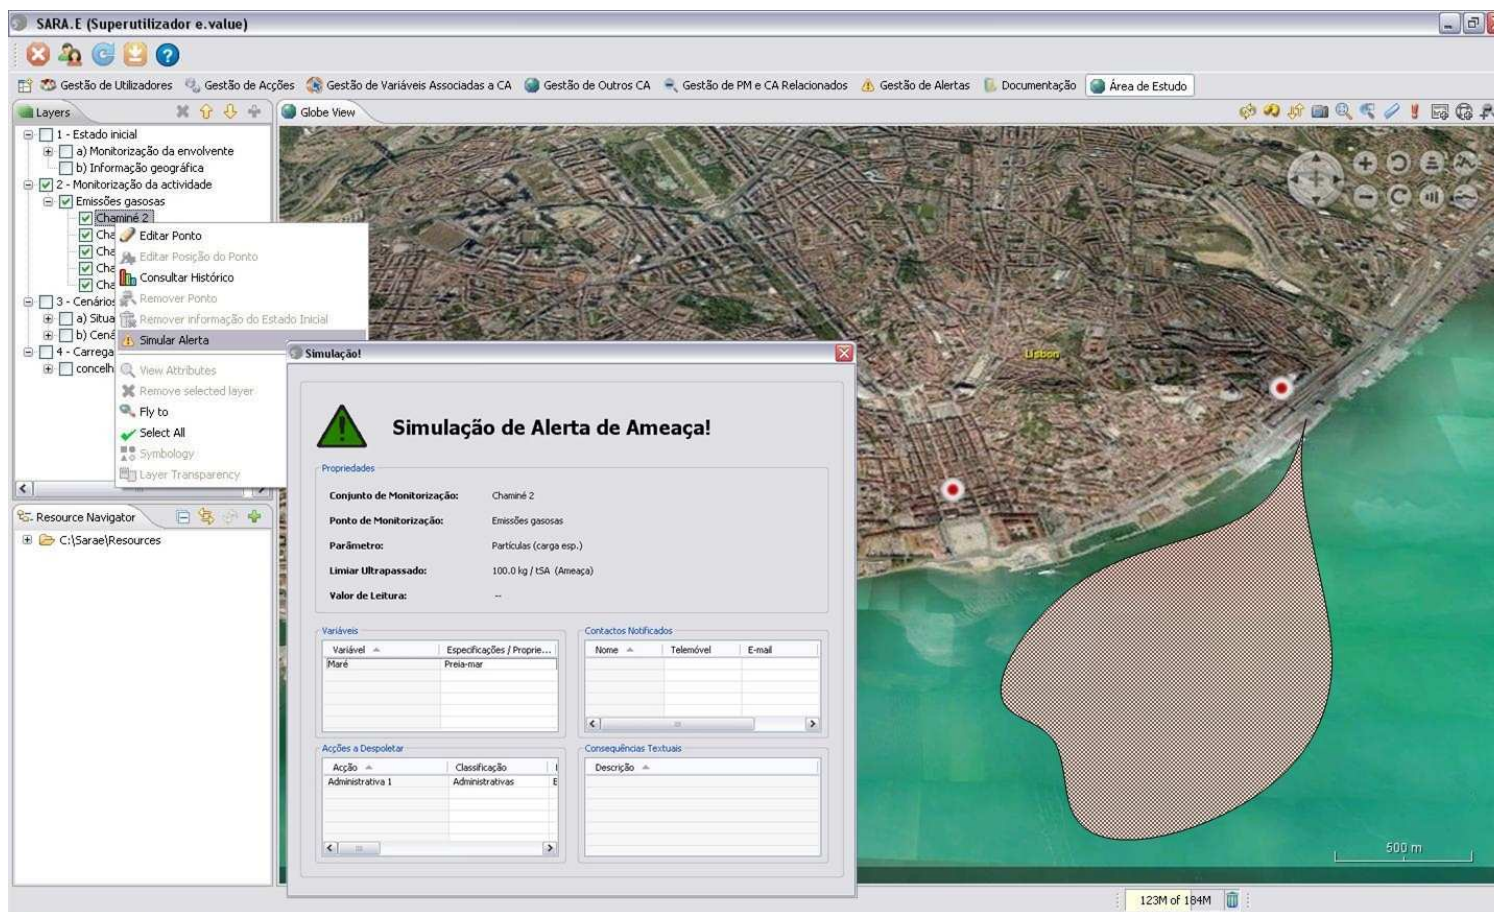 SARA.E (Superutilizador e.value)
Gestão de Utilizadores Gestão de Acções Gestão de Variáveis Associadas a CA Gestão de Outros CA Gestão de PM e CA Relacionados Gestão de Alertas Documentação Área de Estudo
Layers
Globe View
1 - Estado inicial
a) Monitorização da envolvente
b) Informação geográfica
2 - Monitorização da actividade
Emissões gasosas
Chaminé 2
Cha
Cha
Cha
Cha
3 - Cenários
a) Situa
b) Cená
4 - Carrega
concelh
Editar Ponto
Editar Posição do Ponto
Consultar Histórico
Remover Ponto
Remover informação do Estado Inicial
Simular Alerta
View Attributes
Remove selected layer
Fly to
Select All
Symbology
Layer Transparency
Resource Navigator
C:\Sarae\Resources
Lisbon
500 m
Simulação!
Simulação de Alerta de Ameaça!
Propriedades
Conjunto de Monitorização: Chaminé 2
Ponto de Monitorização: Emissões gasosas
Parâmetro: Partículas (carga esp.)
Limiar Ultrapassado: 100.0 kg / tSA (Ameaça)
Valor de Leitura: --
Variáveis
Variável Especificações / Proprie...
Maré Preia-mar
Contactos Notificados
Nome Telemóvel E-mail
Acções a Despoletar
Acção Classificação
Administrativa 1 Administrativas E
Consequências Textuais
Descrição
123M of 184M